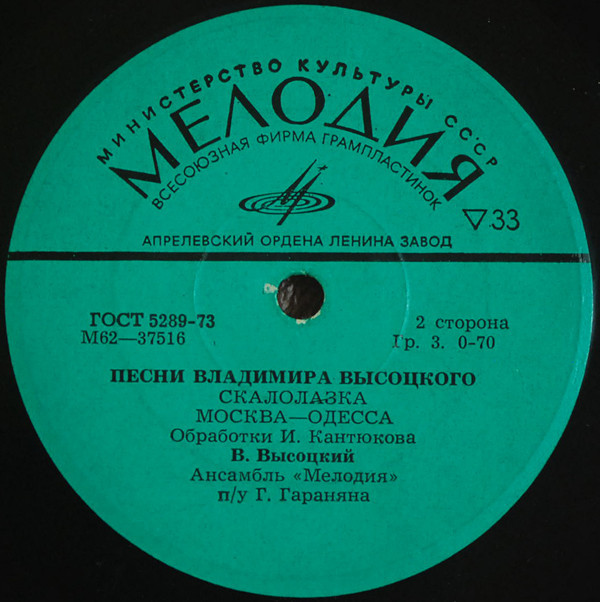 МИНИСТЕРСТВО КУЛЬТУРЫ СССР
МЕЛОДИЯ
ВСЕСОЮЗНАЯ ФИРМА ГРАМПЛАСТИНОК
▽33
АПРЕЛЕВСКИЙ ОРДЕНА ЛЕНИНА ЗАВОД
ГОСТ 5289-73
М62—37516
2 сторона
Гр. 3. 0-70
ПЕСНИ ВЛАДИМИРА ВЫСОЦКОГО
СКАЛОЛАЗКА
МОСКВА—ОДЕССА
Обработки И. Кантюкова
В. Высоцкий
Ансамбль «Мелодия»
п/у Г. Гараняна